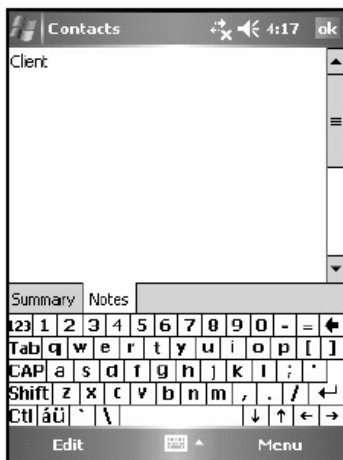 Contacts 4:17 ok
Client
Summary Notes
123 1 2 3 4 5 6 7 8 9 0 - = ←
Tab q w e r t y u i o p [ ]
CAP a s d f g h j k l ; '
Shift z x c v b n m , . / ↵
Ctl áü ` \ ↓ ↑ ← →
Edit Menu